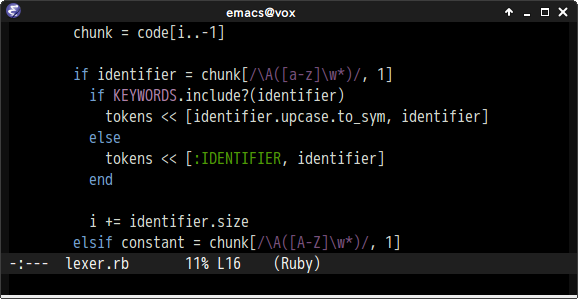 emacs@vox
chunk = code[i..-1]
if identifier = chunk[/\A([a-z]\w*)/, 1]
if KEYWORDS.include?(identifier)
tokens << [identifier.upcase.to_sym, identifier]
else
tokens << [:IDENTIFIER, identifier]
end
i += identifier.size
elsif constant = chunk[/\A([A-Z]\w*)/, 1]
-:--- lexer.rb 11% L16 (Ruby)